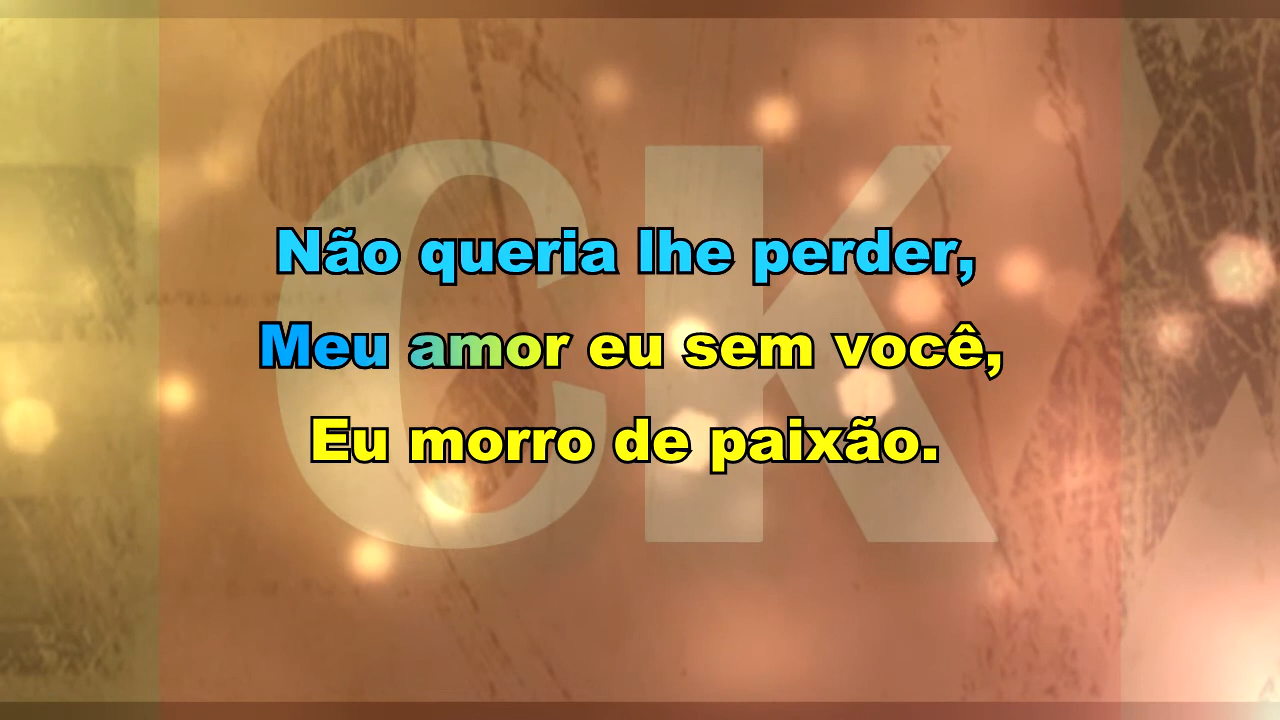 CK
Não queria lhe perder,
Meu amor eu sem você,
Eu morro de paixão.